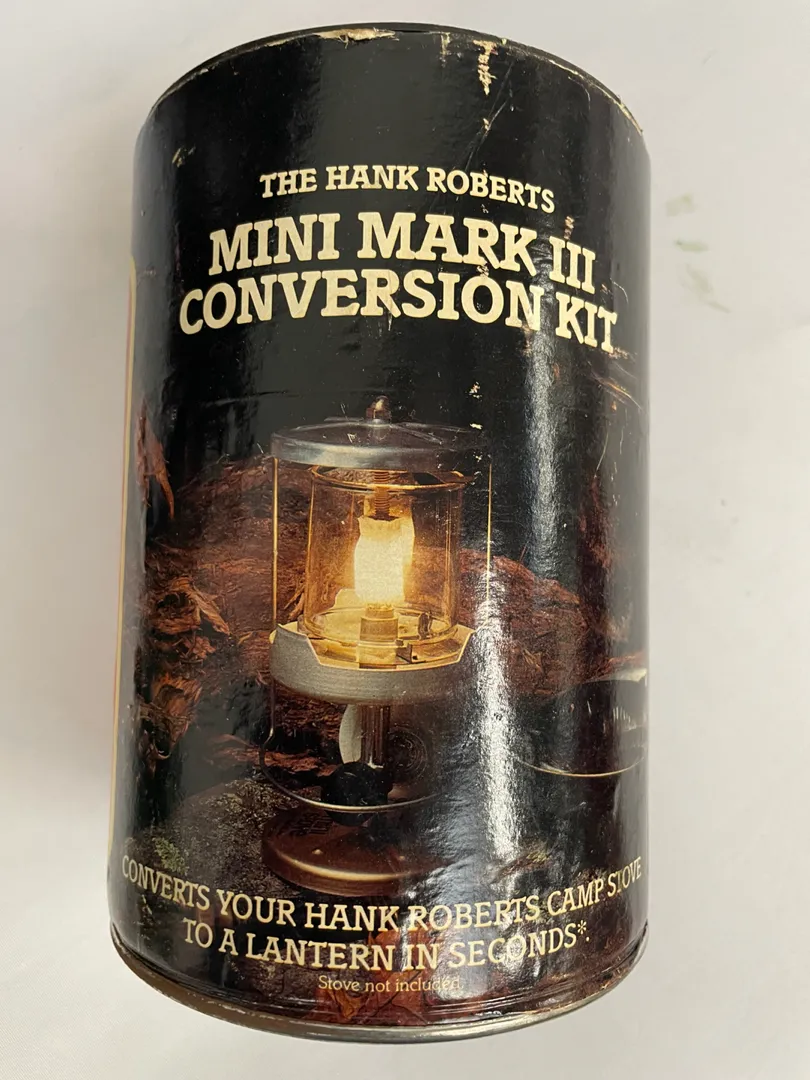 THE HANK ROBERTS
MINI MARK III
CONVERSION KIT
CONVERTS YOUR HANK ROBERTS CAMP STOVE
TO A LANTERN IN SECONDS*.
Stove not included.